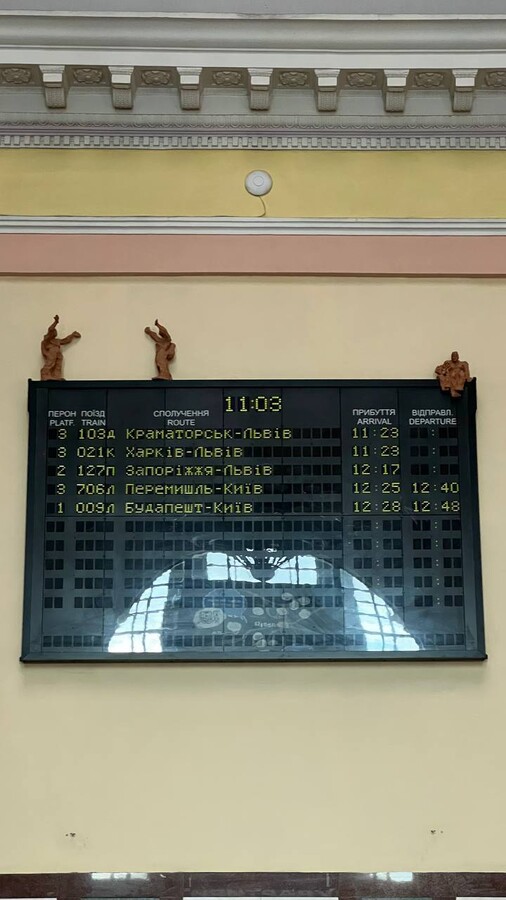 11:03
ПЕРОН ПОЇЗД СПОЛУЧЕННЯ ПРИБУТТЯ ВІДПРАВЛ.
PLATF. TRAIN ROUTE ARRIVAL DEPARTURE
3 103д Краматорськ-Львів 11:23
3 021к Харків-Львів 11:23
2 127п Запоріжжя-Львів 12:17
3 706л Перемишль-Київ 12:25 12:40
1 009л Будапешт-Київ 12:28 12:48